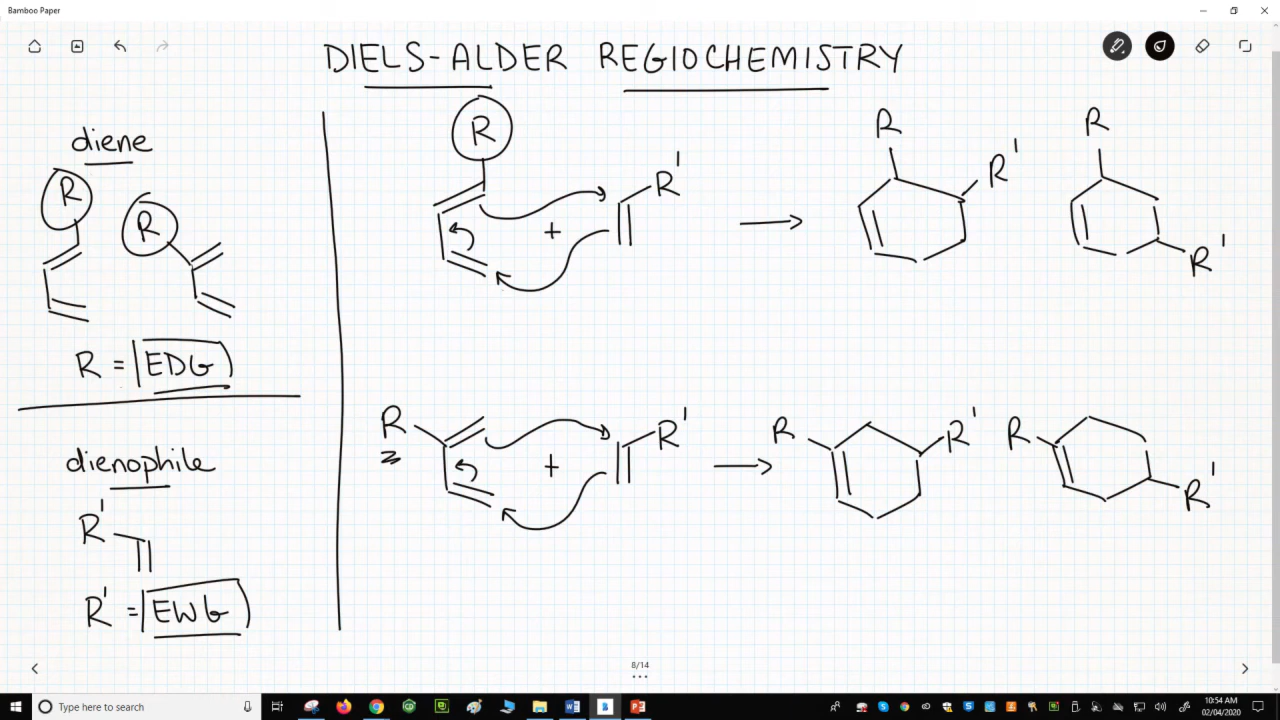 Bamboo Paper
DIELS-ALDER REGIOCHEMISTRY
diene
R
R
R = EDG
dienophile
R'
R' = EWG
R
+
R'
R
R'
R
R'
R
+
R'
R
R'
R
R'
8/14
Type here to search
10:54 AM
02/04/2020